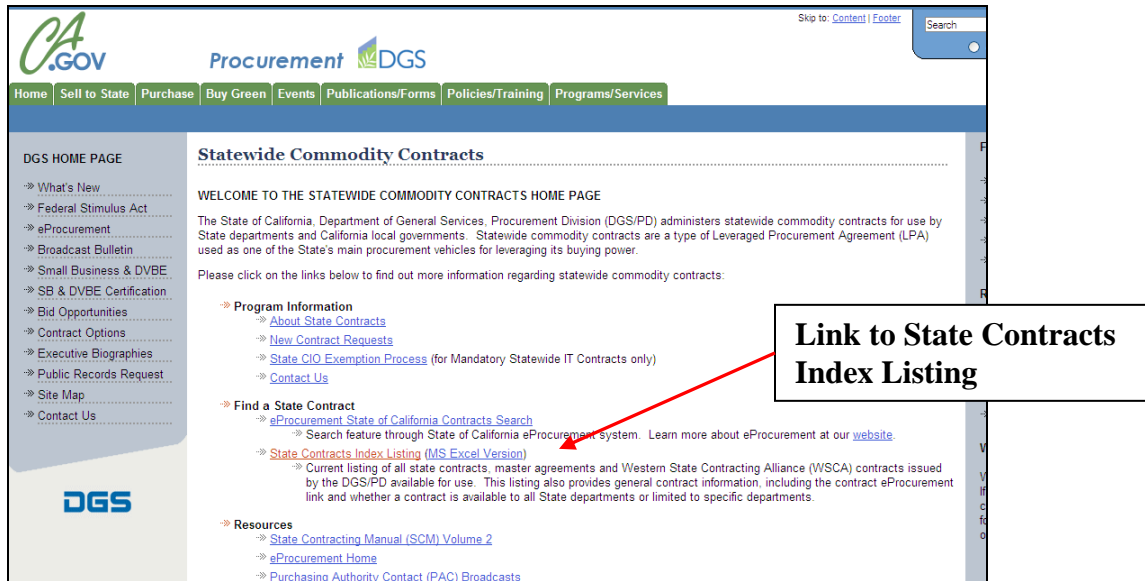 CA
.GOV
Procurement DGS
Skip to: Content | Footer
Search
Home Sell to State Purchase Buy Green Events Publications/Forms Policies/Training Programs/Services
DGS HOME PAGE
What's New
Federal Stimulus Act
eProcurement
Broadcast Bulletin
Small Business & DVBE
SB & DVBE Certification
Bid Opportunities
Contract Options
Executive Biographies
Public Records Request
Site Map
Contact Us
DGS
Statewide Commodity Contracts
WELCOME TO THE STATEWIDE COMMODITY CONTRACTS HOME PAGE
The State of California, Department of General Services, Procurement Division (DGS/PD) administers statewide commodity contracts for use by
State departments and California local governments. Statewide commodity contracts are a type of Leveraged Procurement Agreement (LPA)
used as one of the State's main procurement vehicles for leveraging its buying power.
Please click on the links below to find out more information regarding statewide commodity contracts:
Program Information
About State Contracts
New Contract Requests
State CIO Exemption Process (for Mandatory Statewide IT Contracts only)
Contact Us
Find a State Contract
eProcurement State of California Contracts Search
Search feature through State of California eProcurement system. Learn more about eProcurement at our website.
State Contracts Index Listing (MS Excel Version)
Current listing of all state contracts, master agreements and Western State Contracting Alliance (WSCA) contracts issued
by the DGS/PD available for use. This listing also provides general contract information, including the contract eProcurement
link and whether a contract is available to all State departments or limited to specific departments.
Resources
State Contracting Manual (SCM) Volume 2
eProcurement Home
Purchasing Authority Contact (PAC) Broadcasts
Link to State Contracts
Index Listing